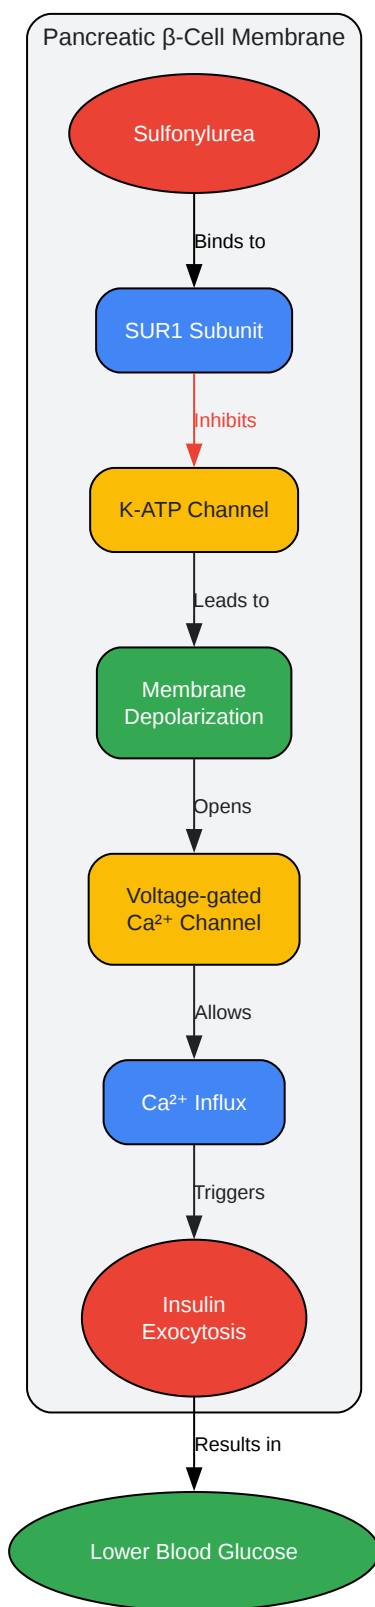 Pancreatic β-Cell Membrane
Sulfonylurea
Binds to
SUR1 Subunit
Inhibits
K-ATP Channel
Leads to
Membrane
Depolarization
Opens
Voltage-gated
Ca²⁺ Channel
Allows
Ca²⁺ Influx
Triggers
Insulin
Exocytosis
Results in
Lower Blood Glucose